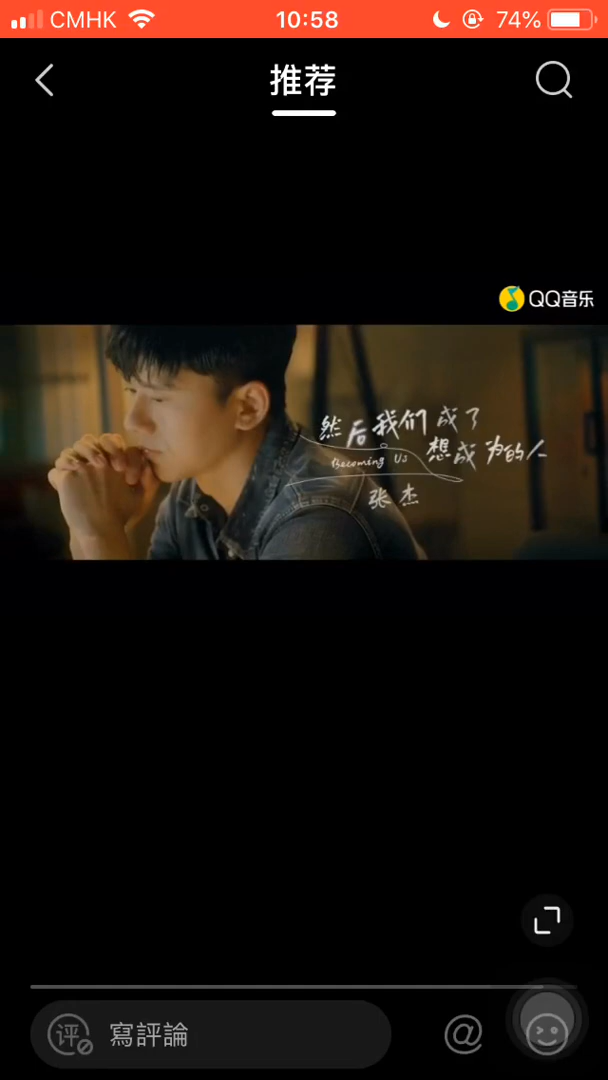 CMHK 10:58 74%
推荐
QQ音乐
然后我们成了
想成为的人
Becoming Us
张杰
评 寫評論 @